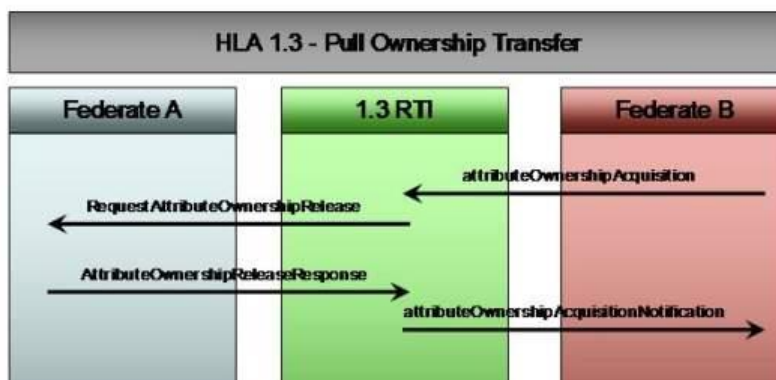 HLA 1.3 - Pull Ownership Transfer
Federate A
1.3 RTI
Federate B
attributeOwnershipAcquisition
RequestAttributeOwnershipRelease
AttributeOwnershipReleaseResponse
attributeOwnershipAcquisitionNotification